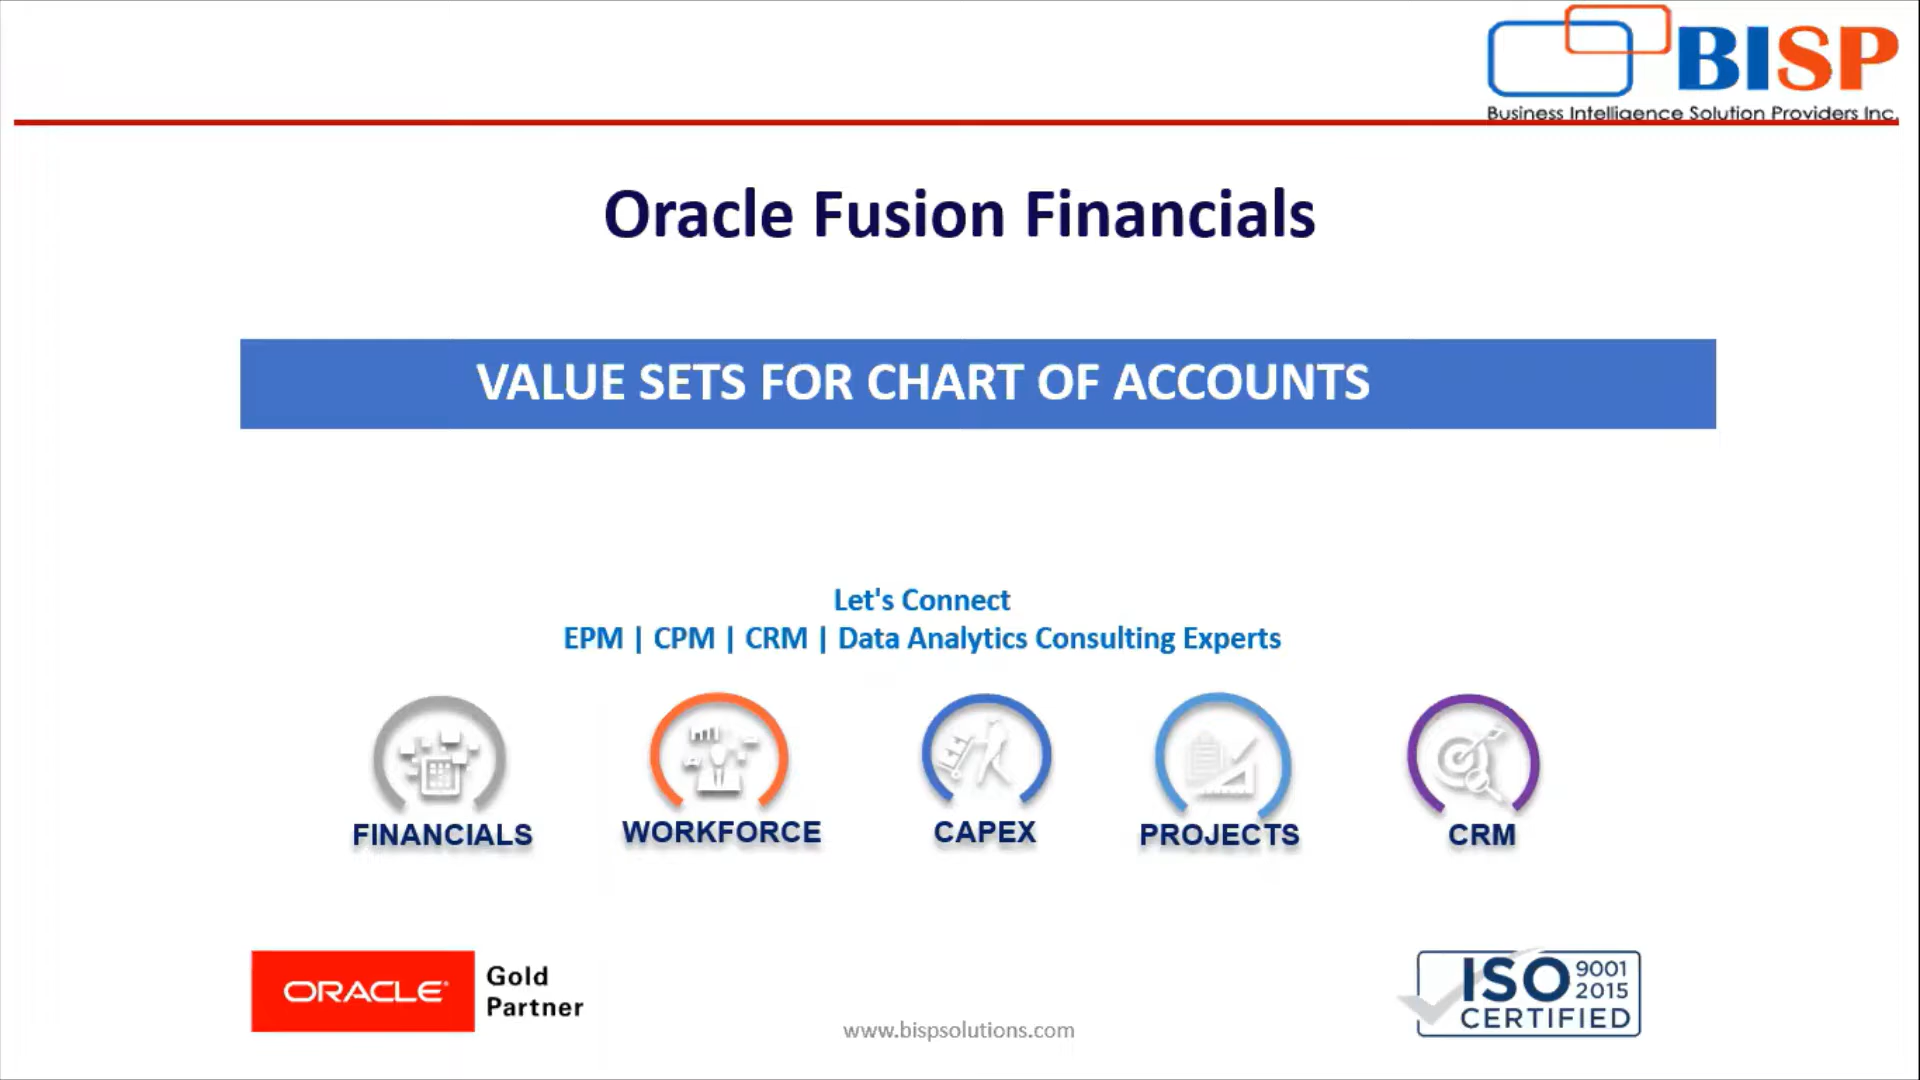 BISP
Business Intelligence Solution Providers Inc.
Oracle Fusion Financials
VALUE SETS FOR CHART OF ACCOUNTS
Let's Connect
EPM | CPM | CRM | Data Analytics Consulting Experts
FINANCIALS
WORKFORCE
CAPEX
PROJECTS
CRM
ORACLE
Gold
Partner
www.bispsolutions.com
ISO 9001
2015
CERTIFIED